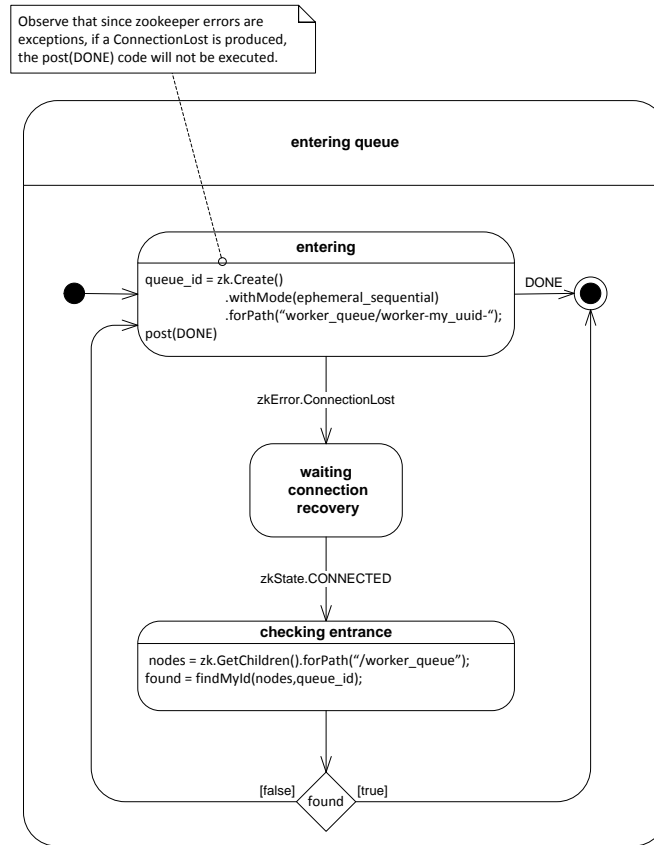 Observe that since zookeeper errors are
exceptions, if a ConnectionLost is produced,
the post(DONE) code will not be executed.
entering queue
entering
queue_id = zk.Create()
.withMode(ephemeral_sequential)
.forPath(“worker_queue/worker-my_uuid-“);
post(DONE)
DONE
zkError.ConnectionLost
waiting
connection
recovery
zkState.CONNECTED
checking entrance
nodes = zk.GetChildren().forPath(“/worker_queue”);
found = findMyId(nodes,queue_id);
[false]
[true]
found